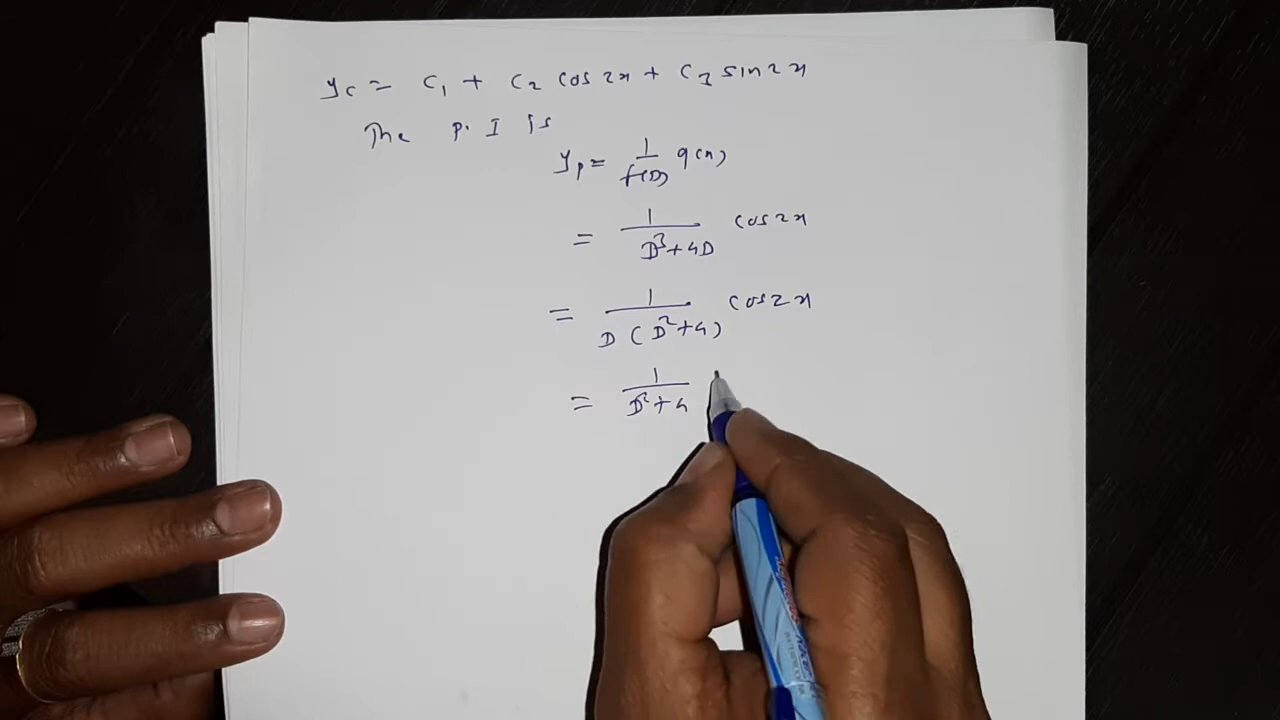 yc = C1 + C2 cos 2x + C3 sin 2x
The P. I is
yp = 1/f(D) q(x)
= 1/(D³+4D) cos 2x
= 1/(D(D²+4)) cos 2x
= 1/(D²+4)